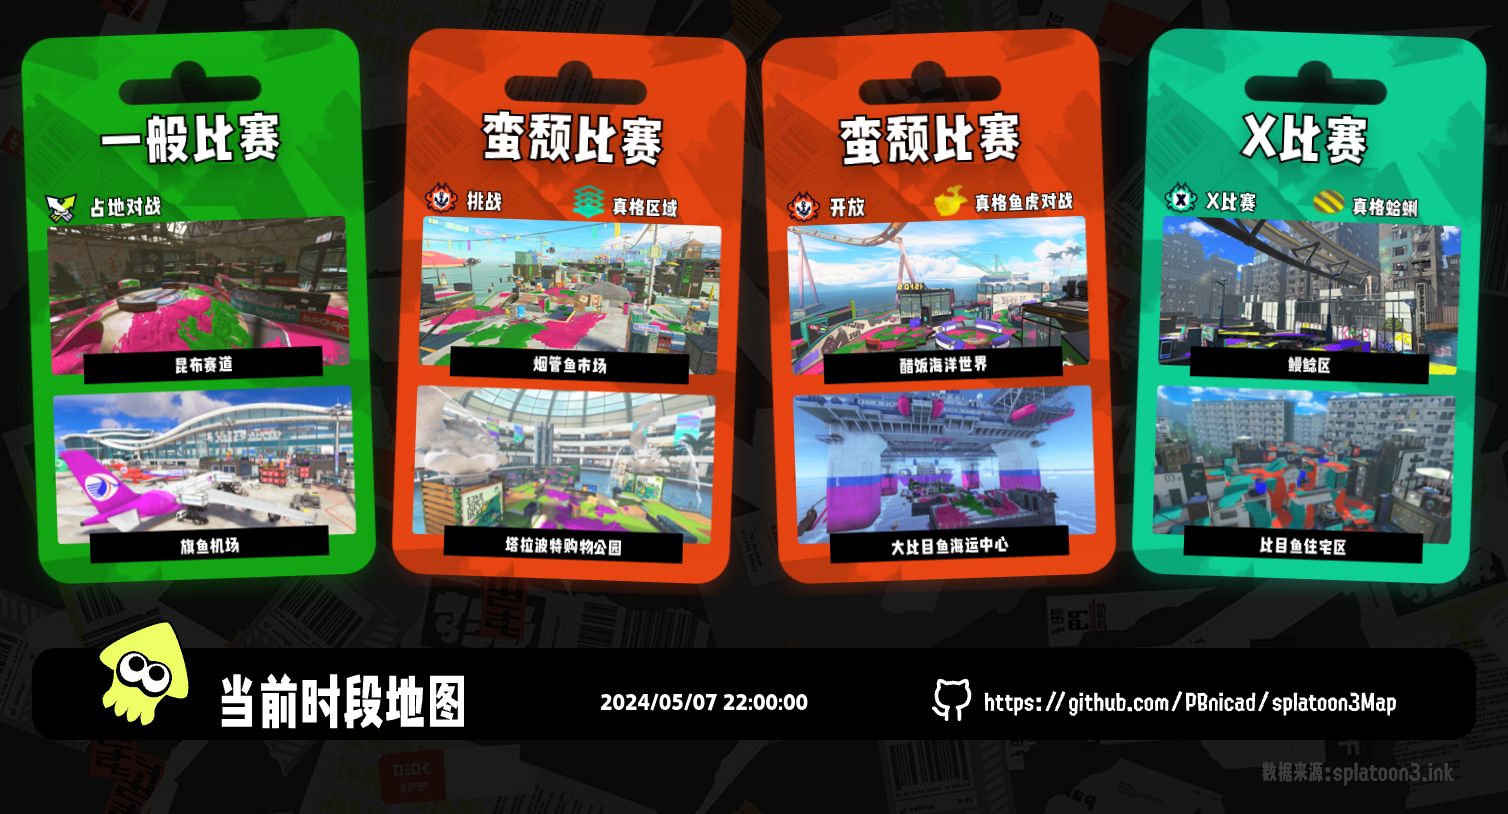 一般比赛
占地对战
昆布赛道
旗鱼机场
蛮颓比赛
挑战
真格区域
烟管鱼市场
塔拉波特购物公园
蛮颓比赛
开放
真格鱼虎对战
醋饭海洋世界
大比目鱼海运中心
X比赛
X比赛
真格蛤蜊
鳗鲶区
比目鱼住宅区
当前时段地图
2024/05/07 22:00:00
https://github.com/PBnicad/splatoon3Map
数据来源:splatoon3.ink